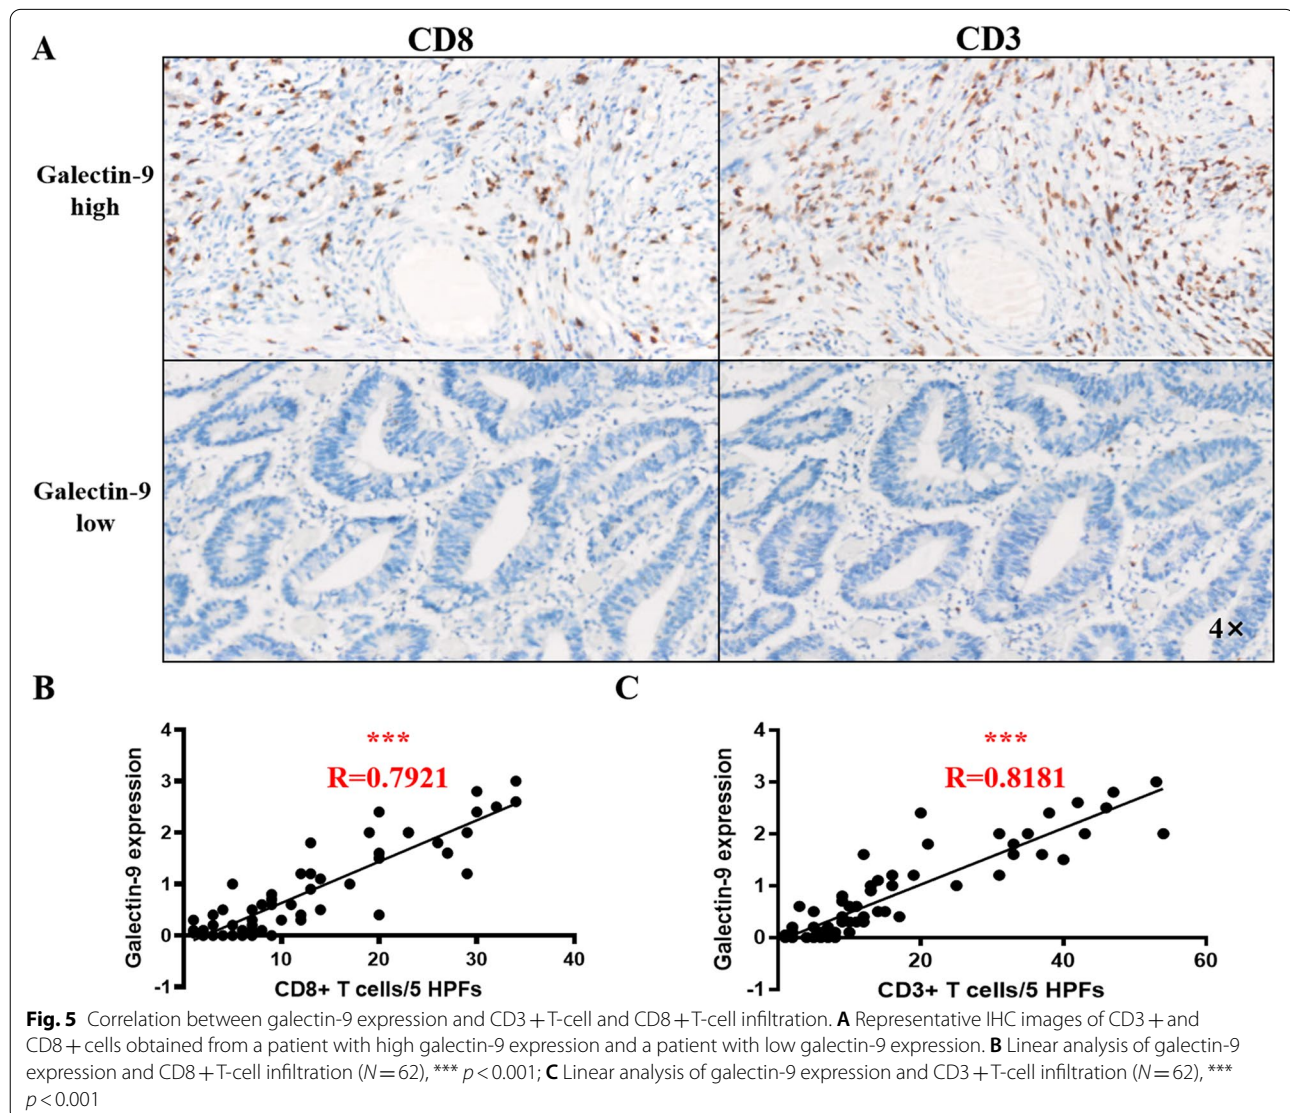 A
CD8
CD3
Galectin-9
high
Galectin-9
low
4×
B
***
R=0.7921
Galectin-9 expression
4
3
2
1
0
-1
10
20
30
40
CD8+ T cells/5 HPFs
C
***
R=0.8181
Galectin-9 expression
4
3
2
1
0
-1
20
40
60
CD3+ T cells/5 HPFs
Fig. 5 Correlation between galectin-9 expression and CD3+T-cell and CD8+T-cell infiltration. A Representative IHC images of CD3+and
CD8+cells obtained from a patient with high galectin-9 expression and a patient with low galectin-9 expression. B Linear analysis of galectin-9
expression and CD8+T-cell infiltration (N=62), *** p<0.001; C Linear analysis of galectin-9 expression and CD3+T-cell infiltration (N=62), ***
p<0.001